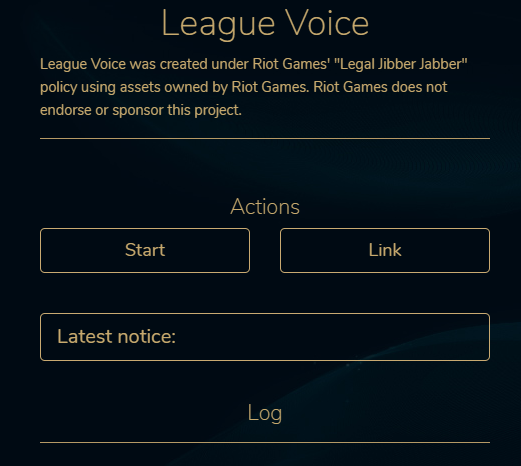 League Voice
League Voice was created under Riot Games' "Legal Jibber Jabber"
policy using assets owned by Riot Games. Riot Games does not
endorse or sponsor this project.
Actions
Start
Link
Latest notice:
Log